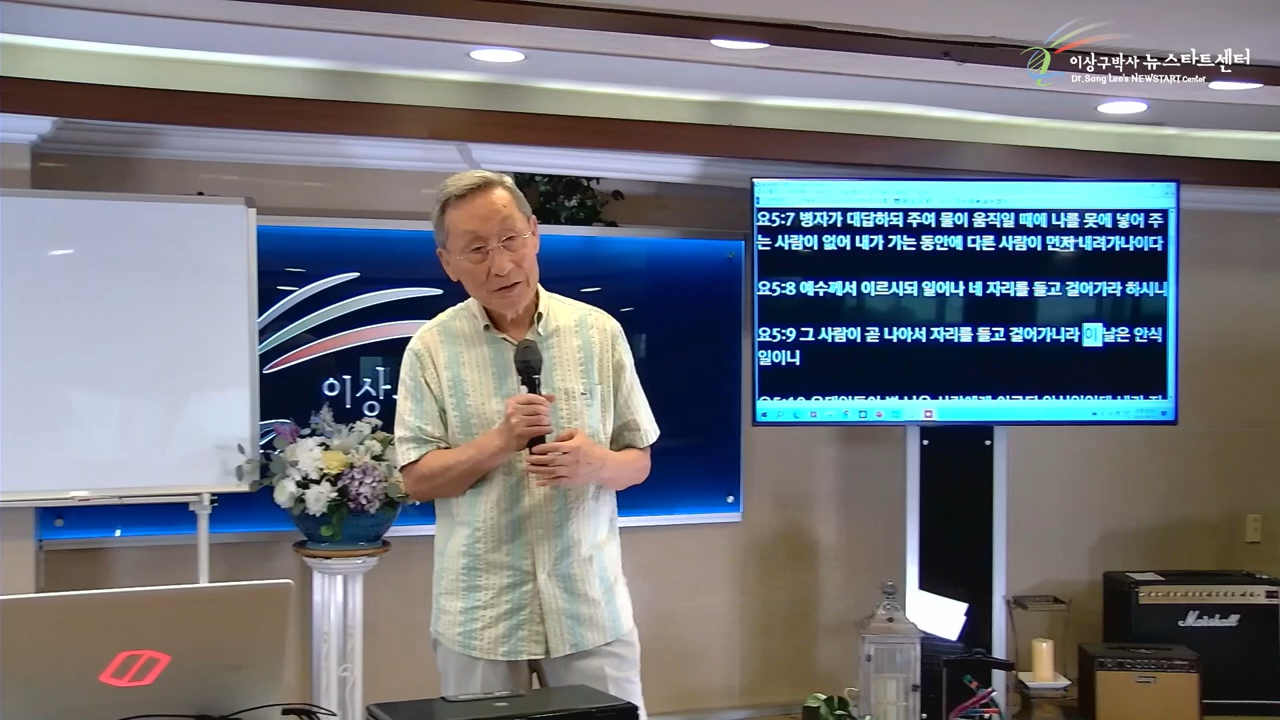 이상구박사 뉴스타트센터
Dr. Sang Lee's NEWSTART Center
요5:7 병자가 대답하되 주여 물이 움직일 때에 나를 못에 넣어 주
는 사람이 없어 내가 가는 동안에 다른 사람이 먼저 내려가나이다
요5:8 예수께서 이르시되 일어나 네 자리를 들고 걸어가라 하시니
요5:9 그 사람이 곧 나아서 자리를 들고 걸어가니라 이 날은 안식
일이니
이상
Marshall